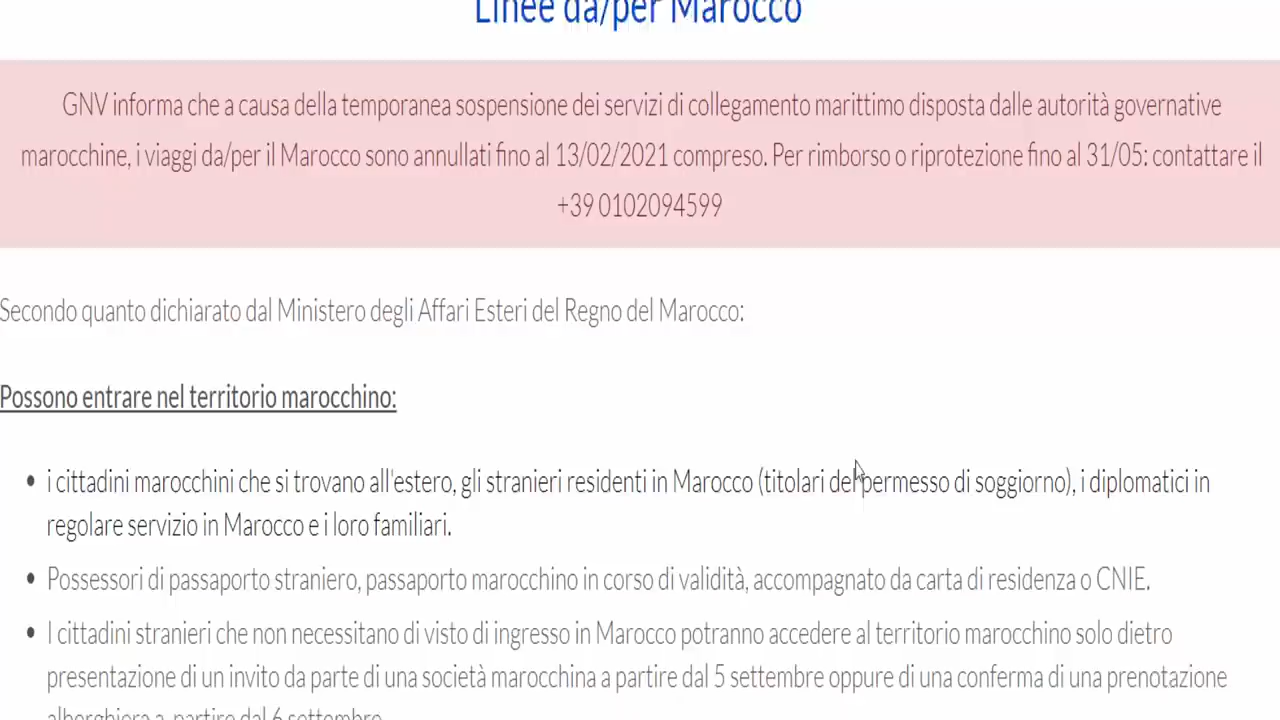 Linee da/per Marocco
GNV informa che a causa della temporanea sospensione dei servizi di collegamento marittimo disposta dalle autorità governative
marocchine, i viaggi da/per il Marocco sono annullati fino al 13/02/2021 compreso. Per rimborso o riprotezione fino al 31/05: contattare il
+39 0102094599
Secondo quanto dichiarato dal Ministero degli Affari Esteri del Regno del Marocco:
Possono entrare nel territorio marocchino:
• i cittadini marocchini che si trovano all'estero, gli stranieri residenti in Marocco (titolari del permesso di soggiorno), i diplomatici in
regolare servizio in Marocco e i loro familiari.
• Possessori di passaporto straniero, passaporto marocchino in corso di validità, accompagnato da carta di residenza o CNIE.
• I cittadini stranieri che non necessitano di visto di ingresso in Marocco potranno accedere al territorio marocchino solo dietro
presentazione di un invito da parte di una società marocchina a partire dal 5 settembre oppure di una conferma di una prenotazione
alberghiera a partire dal 6 settembre